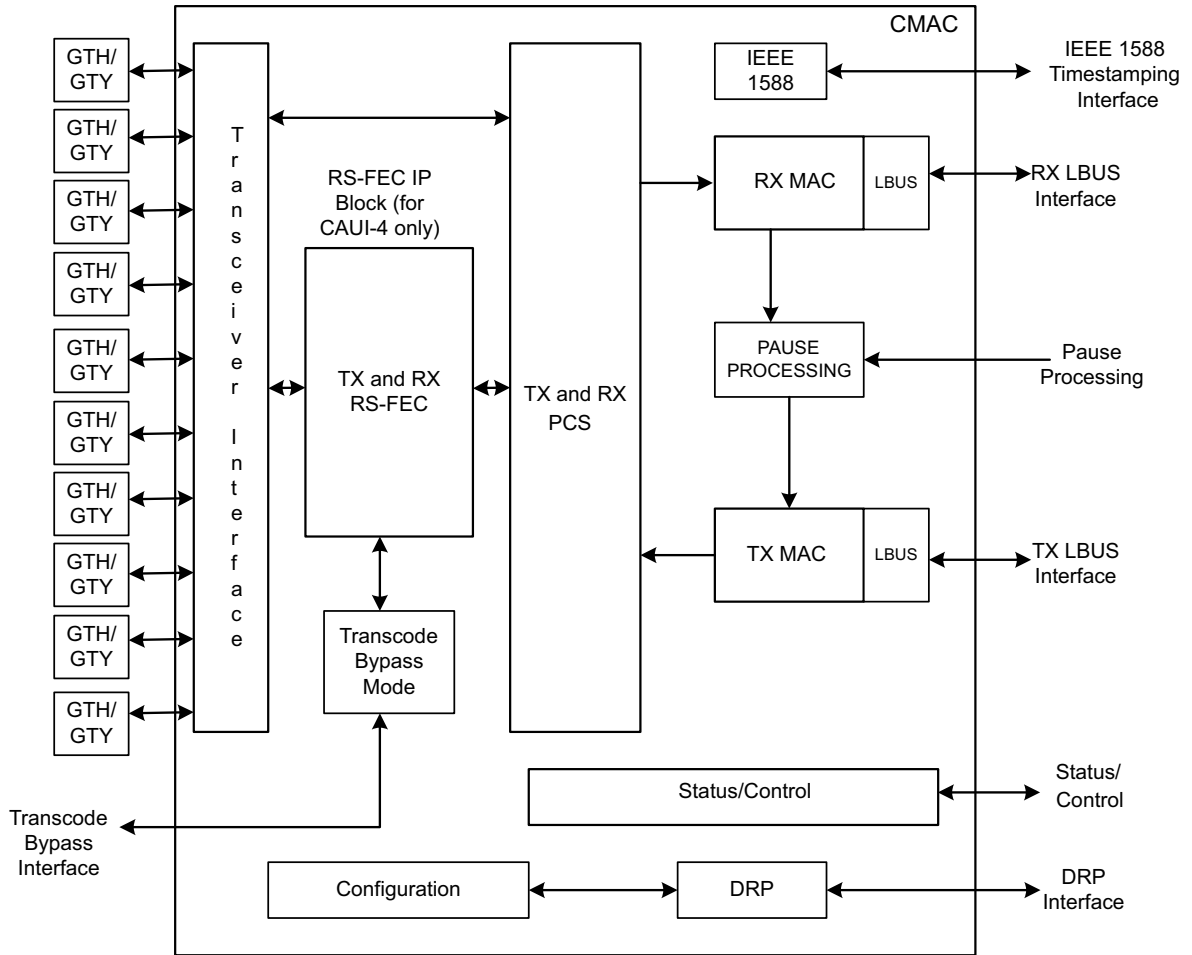 CMAC
GTH/
GTY
GTH/
GTY
GTH/
GTY
GTH/
GTY
GTH/
GTY
GTH/
GTY
GTH/
GTY
GTH/
GTY
GTH/
GTY
GTH/
GTY
Transceiver Interface
RS-FEC IP
Block (for
CAUI-4 only)
TX and RX
RS-FEC
Transcode
Bypass
Mode
Transcode
Bypass
Interface
TX and RX
PCS
IEEE
1588
IEEE 1588
Timestamping
Interface
RX MAC
LBUS
RX LBUS
Interface
PAUSE
PROCESSING
Pause
Processing
TX MAC
LBUS
TX LBUS
Interface
Status/Control
Status/
Control
Configuration
DRP
DRP
Interface